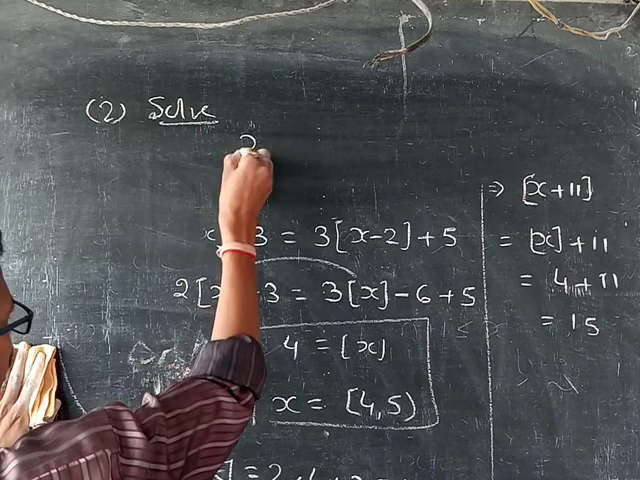 (2) Solve
2
x 3 = 3[x-2]+5
2[x +3 = 3[x]-6+5
4 = [x]
x = [4,5)
] = 2
⇒ [x+11]
= [x]+11
= 4+11
= 15